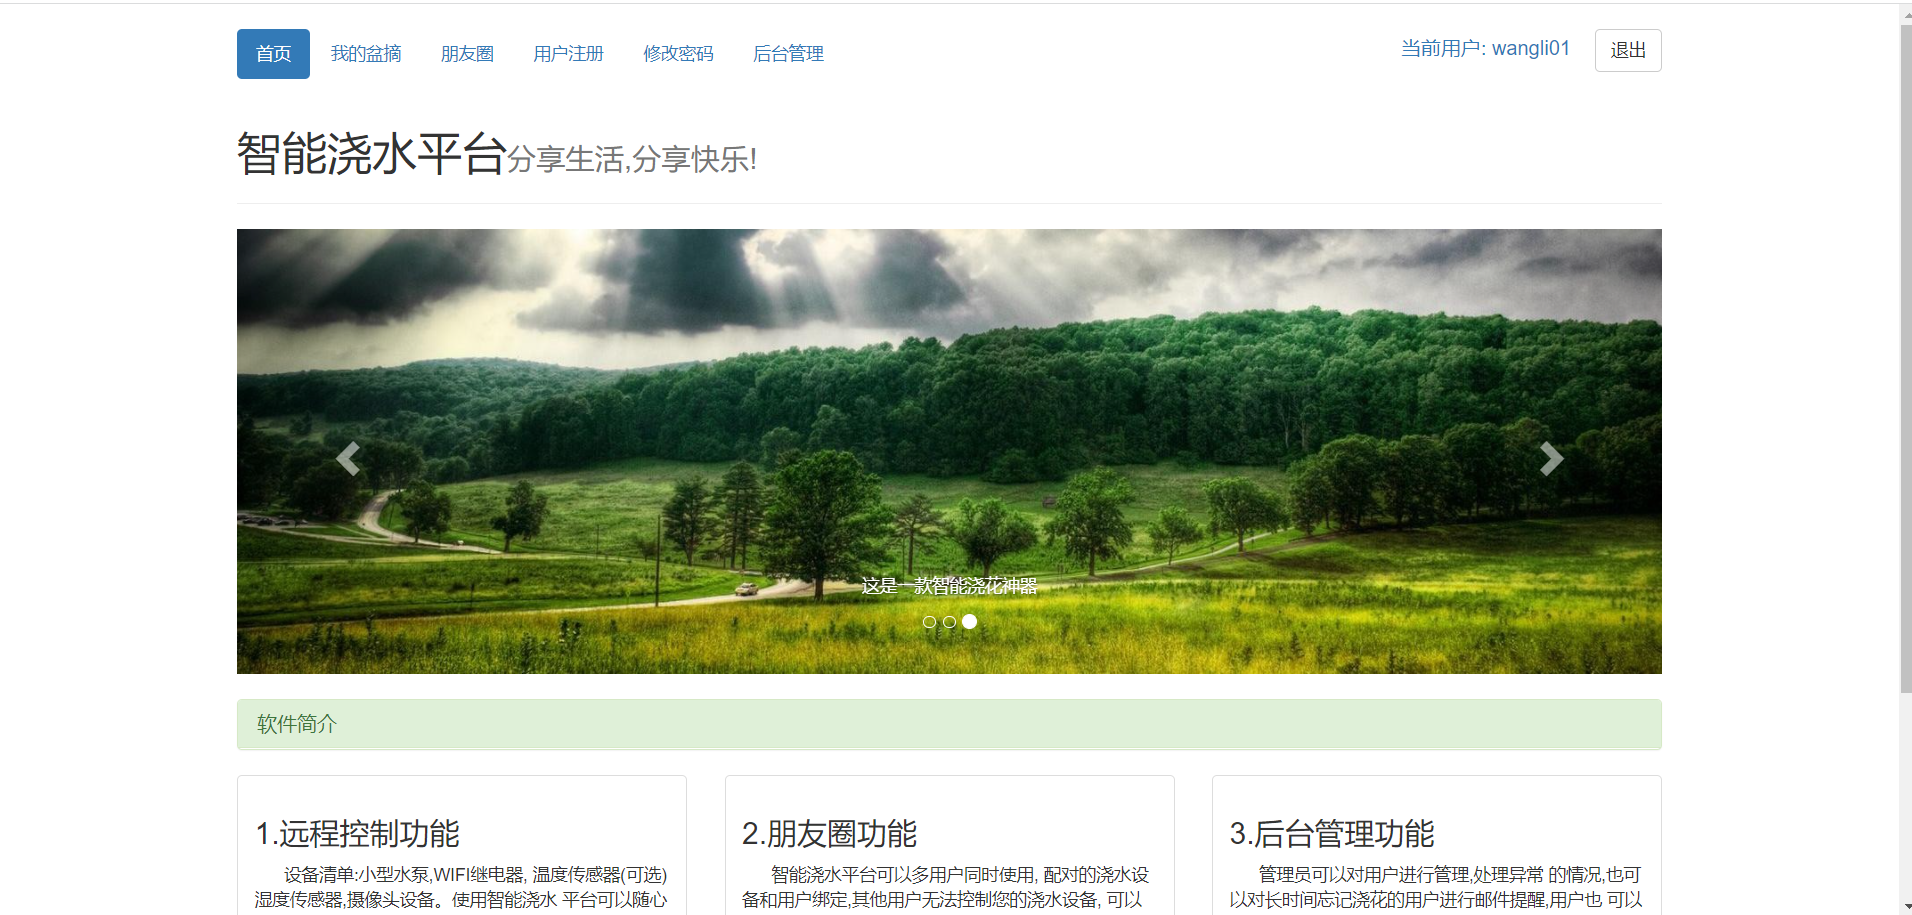 首页 我的盆摘 朋友圈 用户注册 修改密码 后台管理 当前用户: wangli01 退出
智能浇水平台分享生活,分享快乐!
这是一款智能浇花神器
软件简介
1.远程控制功能
设备清单:小型水泵,WIFI继电器, 温度传感器(可选)
湿度传感器,摄像头设备。使用智能浇水 平台可以随心
2.朋友圈功能
智能浇水平台可以多用户同时使用, 配对的浇水设
备和用户绑定,其他用户无法控制您的浇水设备, 可以
3.后台管理功能
管理员可以对用户进行管理,处理异常 的情况,也可
以对长时间忘记浇花的用户进行邮件提醒,用户也 可以